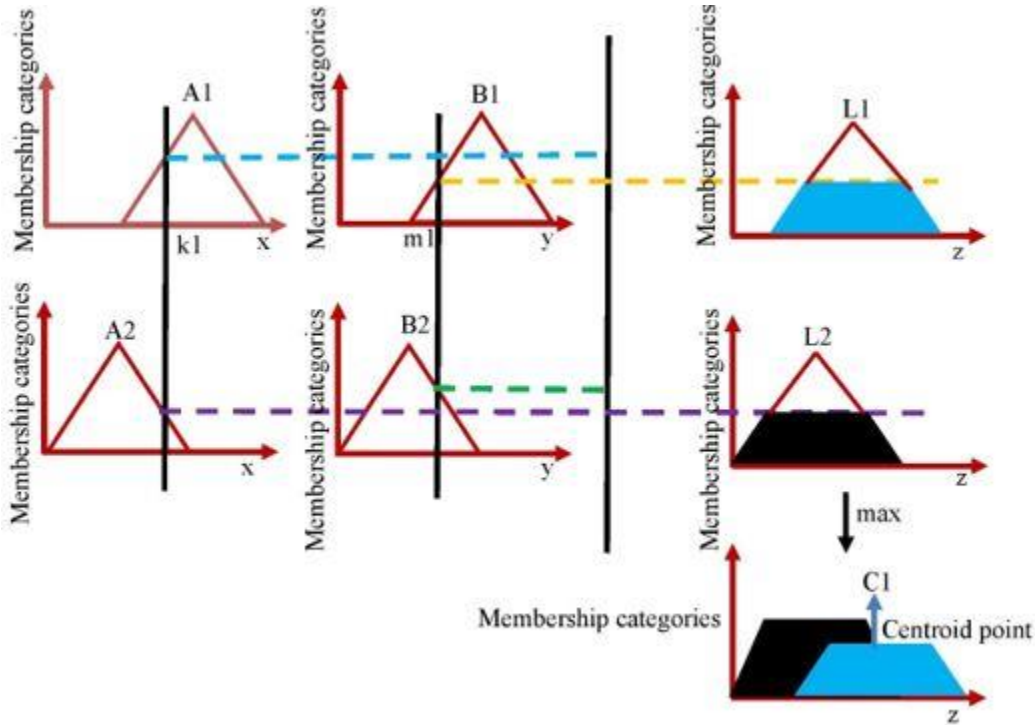 Membership categories
A1
k1
x
Membership categories
B1
m1
y
Membership categories
L1
z
Membership categories
A2
x
Membership categories
B2
y
Membership categories
L2
z
max
Membership categories
C1
Centroid point
z